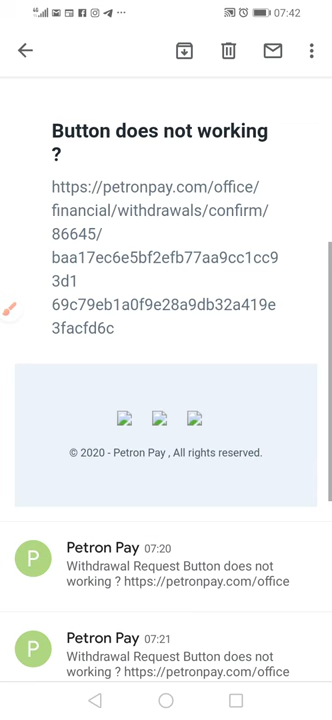 07:42
Button does not working
?
https://petronpay.com/office/
financial/withdrawals/confirm/
86645/
baa17ec6e5bf2efb77aa9cc1cc9
3d1
69c79eb1a0f9e28a9db32a419e
3facfd6c
© 2020 - Petron Pay , All rights reserved.
P
Petron Pay 07:20
Withdrawal Request Button does not
working ? https://petronpay.com/office
P
Petron Pay 07:21
Withdrawal Request Button does not
working ? https://petronpay.com/office